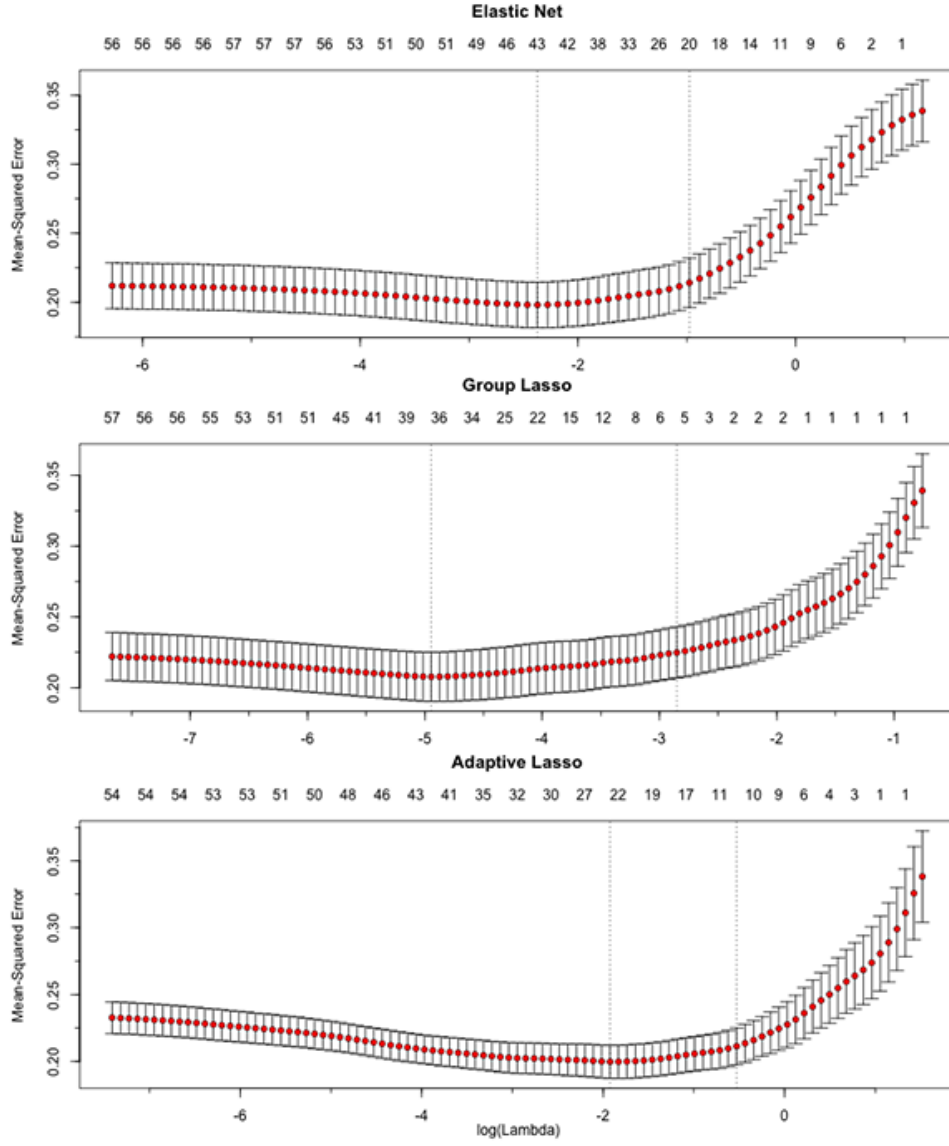 Elastic Net
56 56 56 56 57 57 57 56 53 51 50 51 49 46 43 42 38 33 26 20 18 14 11 9 6 2 1
Mean-Squared Error
0.35
0.30
0.25
0.20
-6 -4 -2 0
Group Lasso
57 56 56 55 53 51 51 45 41 39 36 34 25 22 15 12 8 6 5 3 2 2 2 1 1 1 1 1
Mean-Squared Error
0.35
0.30
0.25
0.20
-7 -6 -5 -4 -3 -2 -1
Adaptive Lasso
54 54 54 53 53 51 50 48 46 43 41 35 32 30 27 22 19 17 11 10 9 6 4 3 1 1
Mean-Squared Error
0.35
0.30
0.25
0.20
-6 -4 -2 0
log(Lambda)